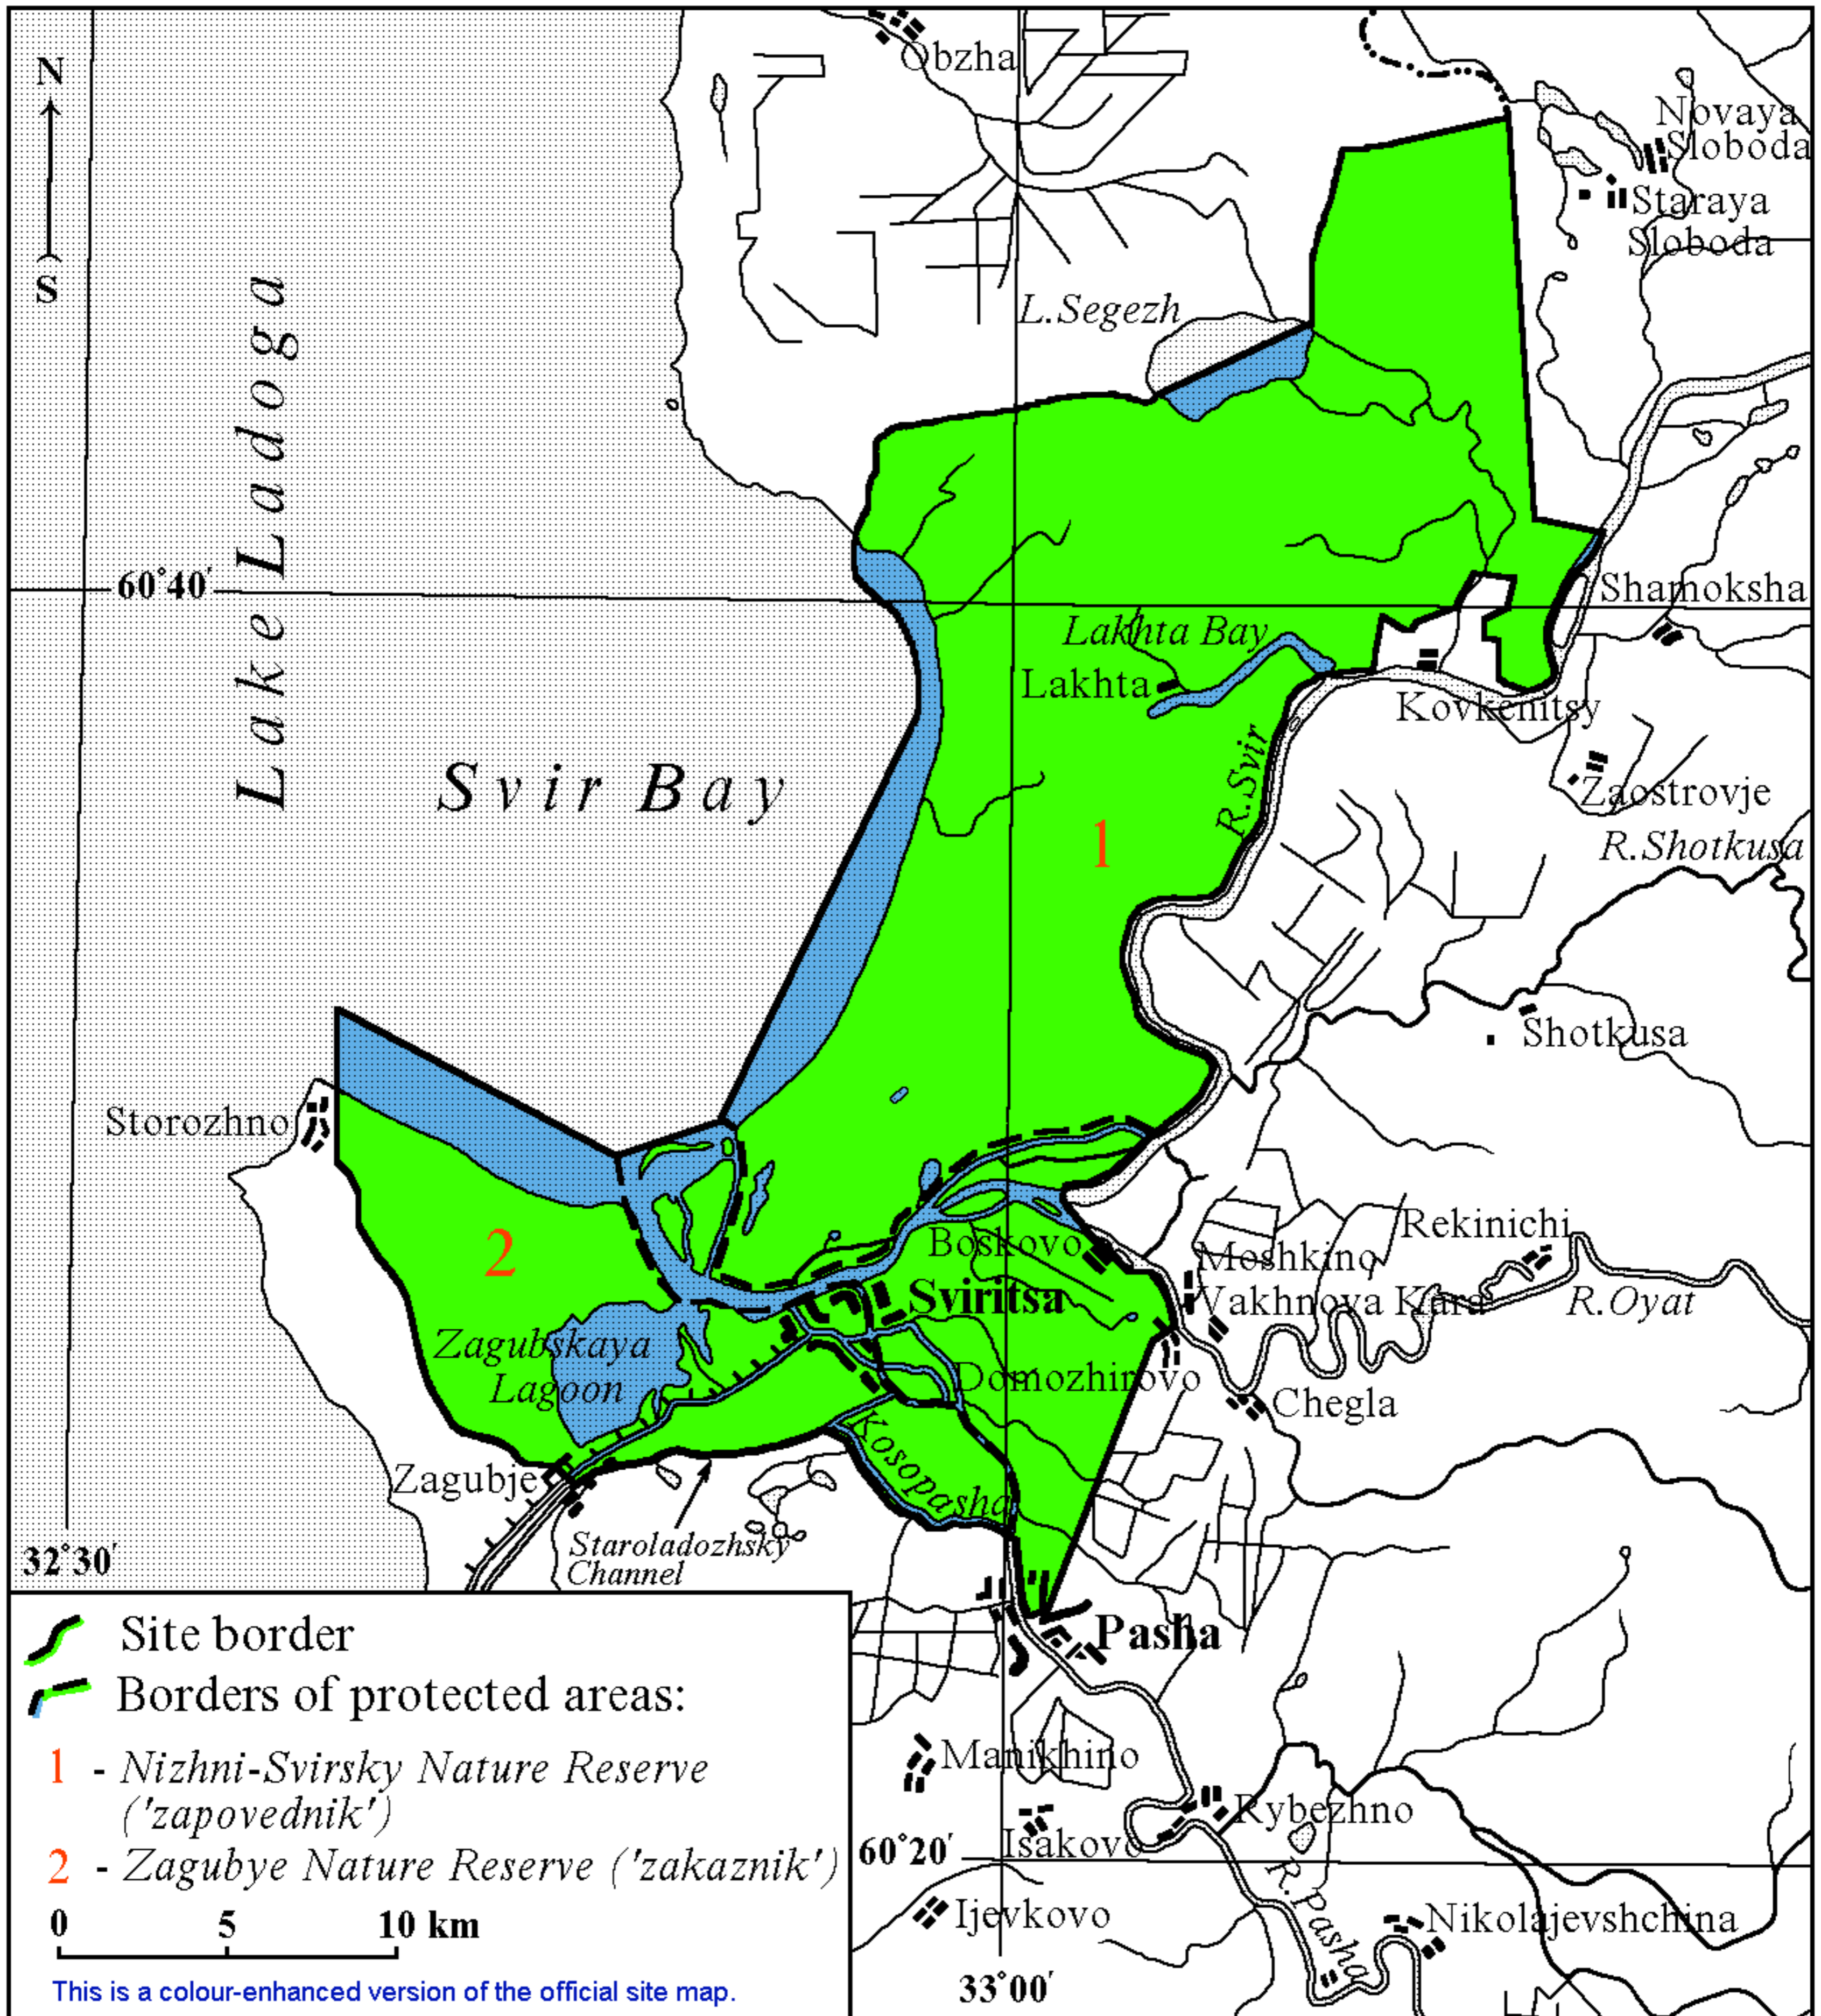 N
S
Obzha
Novaya
Sloboda
Staraya
Sloboda
L.Segezh
Lake Ladoga
60°40′
Shamoksha
Lakhta Bay
Lakhta
Kovkenitsy
Svir Bay
R.Svir
Zaostrovje
R.Shotkusa
1
Shotkusa
Storozhno
2
Boskovo
Rekinichi
Moshkino
Vakhnova Kara
R.Oyat
Sviritsa
Zagubskaya
Lagoon
Domozhirovo
Chegla
Kosopasha
Zagubje
Staroladozhsky
Channel
32°30′
Pasha
Manikhino
Rybezhno
Isakovo
60°20′
R.Pasha
Ijevkovo
Nikolajevshchina
33°00′
Site border
Borders of protected areas:
1 - Nizhni-Svirsky Nature Reserve
('zapovednik')
2 - Zagubye Nature Reserve ('zakaznik')
0 5 10 km
This is a colour-enhanced version of the official site map.